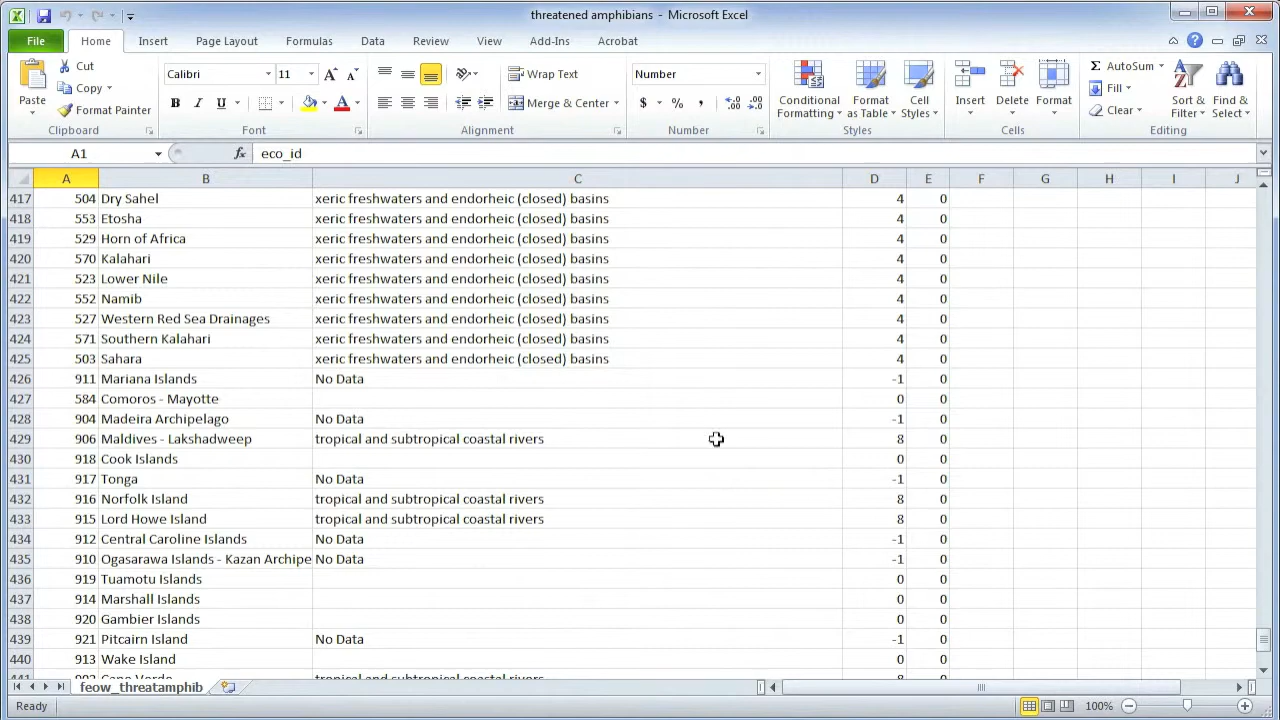 threatened amphibians - Microsoft Excel
File Home Insert Page Layout Formulas Data Review View Add-Ins Acrobat
Paste
Cut
Copy
Format Painter
Clipboard
Calibri 11
B I U
Font
Wrap Text
Merge & Center
Alignment
Number
$ % ,
Number
Conditional Formatting
Format as Table
Cell Styles
Styles
Insert
Delete
Format
Cells
Σ AutoSum
Fill
Clear
Sort & Filter
Find & Select
Editing
A1 fx eco_id
A B C D E F G H I J
417 504 Dry Sahel xeric freshwaters and endorheic (closed) basins 4 0
418 553 Etosha xeric freshwaters and endorheic (closed) basins 4 0
419 529 Horn of Africa xeric freshwaters and endorheic (closed) basins 4 0
420 570 Kalahari xeric freshwaters and endorheic (closed) basins 4 0
421 523 Lower Nile xeric freshwaters and endorheic (closed) basins 4 0
422 552 Namib xeric freshwaters and endorheic (closed) basins 4 0
423 527 Western Red Sea Drainages xeric freshwaters and endorheic (closed) basins 4 0
424 571 Southern Kalahari xeric freshwaters and endorheic (closed) basins 4 0
425 503 Sahara xeric freshwaters and endorheic (closed) basins 4 0
426 911 Mariana Islands No Data -1 0
427 584 Comoros - Mayotte 0 0
428 904 Madeira Archipelago No Data -1 0
429 906 Maldives - Lakshadweep tropical and subtropical coastal rivers 8 0
430 918 Cook Islands 0 0
431 917 Tonga No Data -1 0
432 916 Norfolk Island tropical and subtropical coastal rivers 8 0
433 915 Lord Howe Island tropical and subtropical coastal rivers 8 0
434 912 Central Caroline Islands No Data -1 0
435 910 Ogasarawa Islands - Kazan Archipe No Data -1 0
436 919 Tuamotu Islands 0 0
437 914 Marshall Islands 0 0
438 920 Gambier Islands 0 0
439 921 Pitcairn Island No Data -1 0
440 913 Wake Island 0 0
feow_threatamphib
Ready 100%